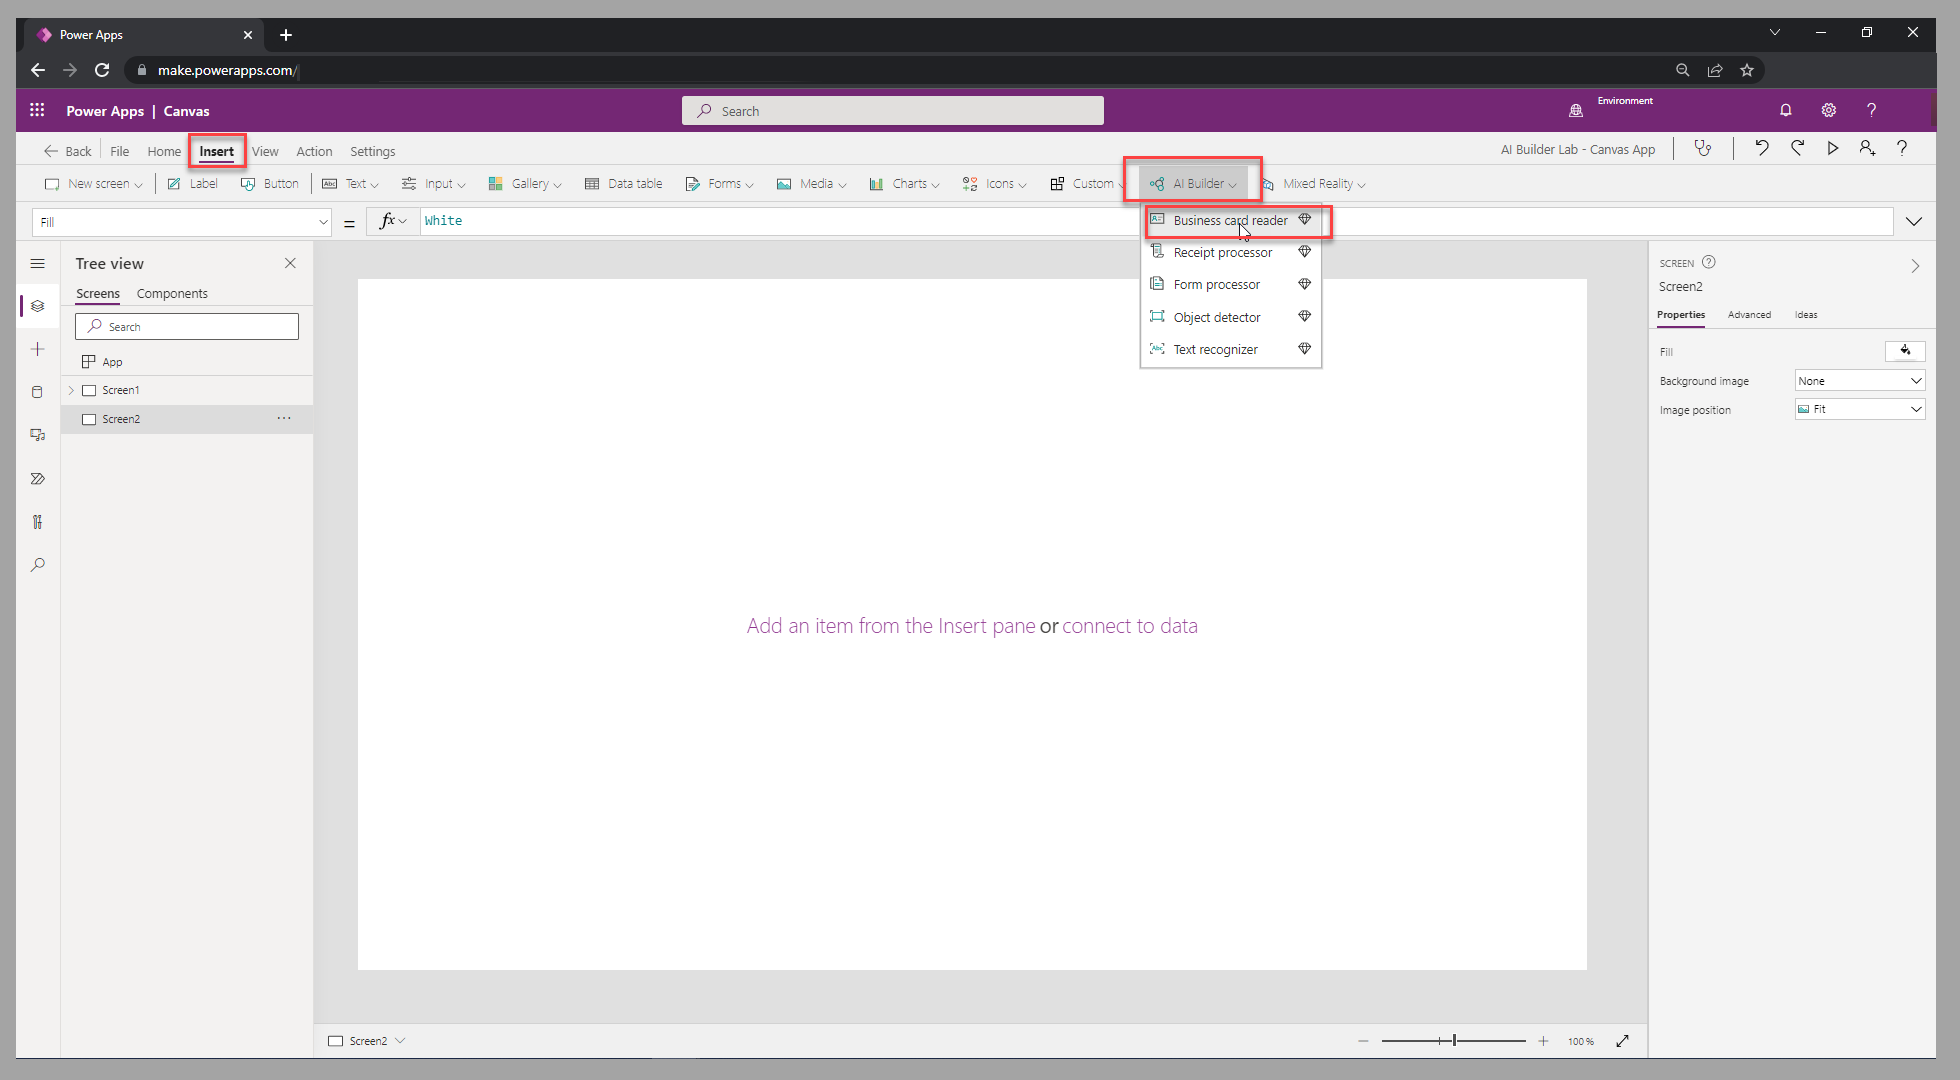 Power Apps
make.powerapps.com/
Power Apps | Canvas
Search
Environment
Back File Home Insert View Action Settings
AI Builder Lab - Canvas App
New screen Label Button Text Input Gallery Data table Forms Media Charts Icons Custom AI Builder Mixed Reality
Fill = fx White
Business card reader
Receipt processor
Form processor
Object detector
Text recognizer
Tree view
Screens Components
Search
App
Screen1
Screen2
Add an item from the Insert pane or connect to data
SCREEN
Screen2
Properties Advanced Ideas
Fill
Background image None
Image position Fit
Screen2
100 %